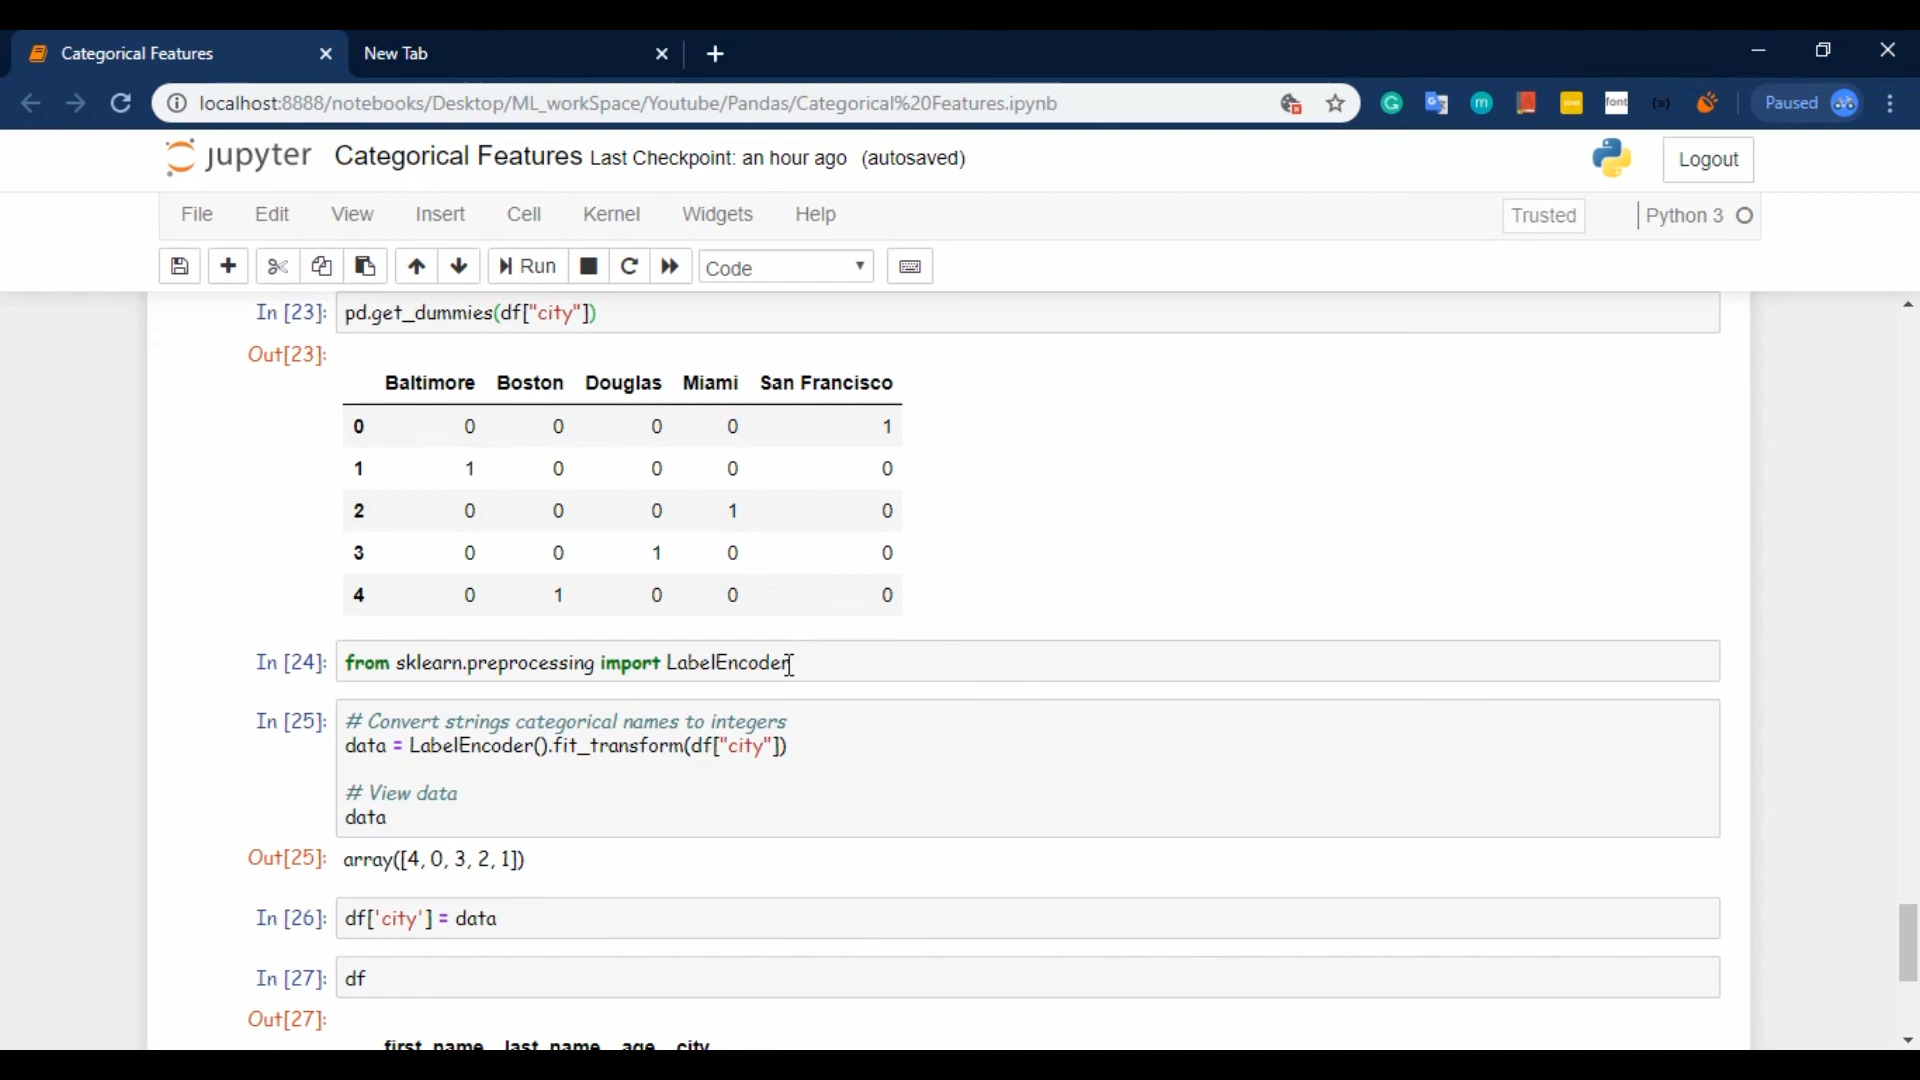 Categorical Features
New Tab
localhost:8888/notebooks/Desktop/ML_workSpace/Youtube/Pandas/Categorical%20Features.ipynb
font
Paused
jupyter Categorical Features Last Checkpoint: an hour ago (autosaved)
Logout
File Edit View Insert Cell Kernel Widgets Help
Trusted Python 3
Run Code
In [23]: pd.get_dummies(df["city"])
Out[23]:
Baltimore Boston Douglas Miami San Francisco
0 0 0 0 0 1
1 1 0 0 0 0
2 0 0 0 1 0
3 0 0 1 0 0
4 0 1 0 0 0
In [24]: from sklearn.preprocessing import LabelEncoder
In [25]: # Convert strings categorical names to integers
data = LabelEncoder().fit_transform(df["city"])
# View data
data
Out[25]: array([4, 0, 3, 2, 1])
In [26]: df['city'] = data
In [27]: df
Out[27]:
first_name last_name age city